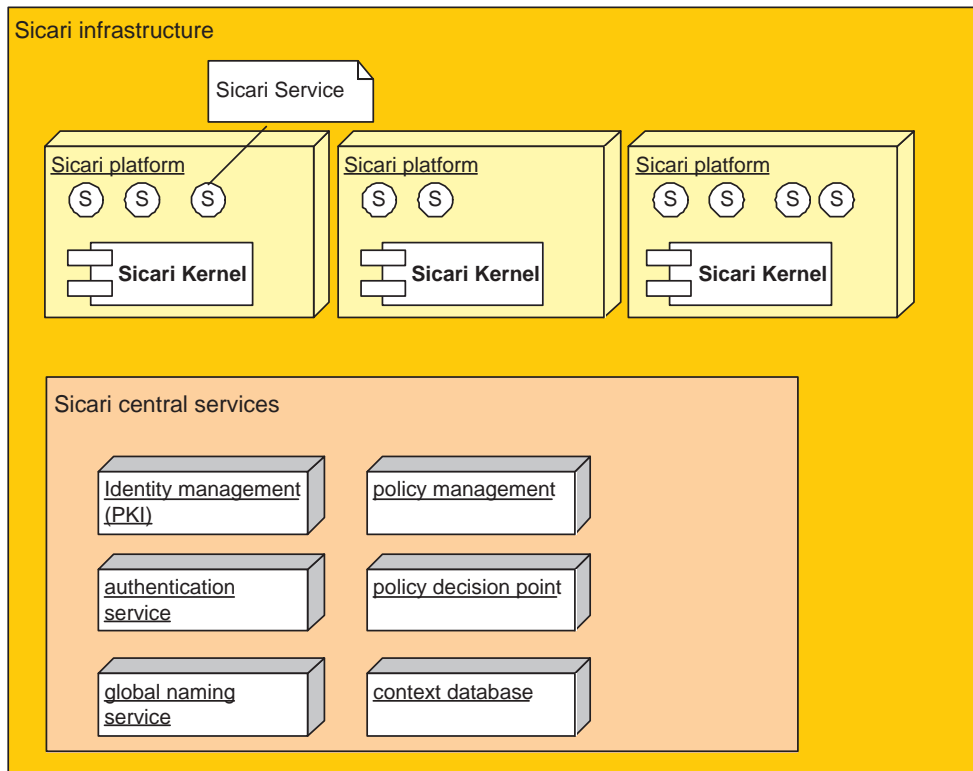 Sicari infrastructure
Sicari Service
Sicari platform
S S S
Sicari Kernel
Sicari platform
S S
Sicari Kernel
Sicari platform
S S S S
Sicari Kernel
Sicari central services
Identity management
(PKI)
policy management
authentication
service
policy decision point
global naming
service
context database